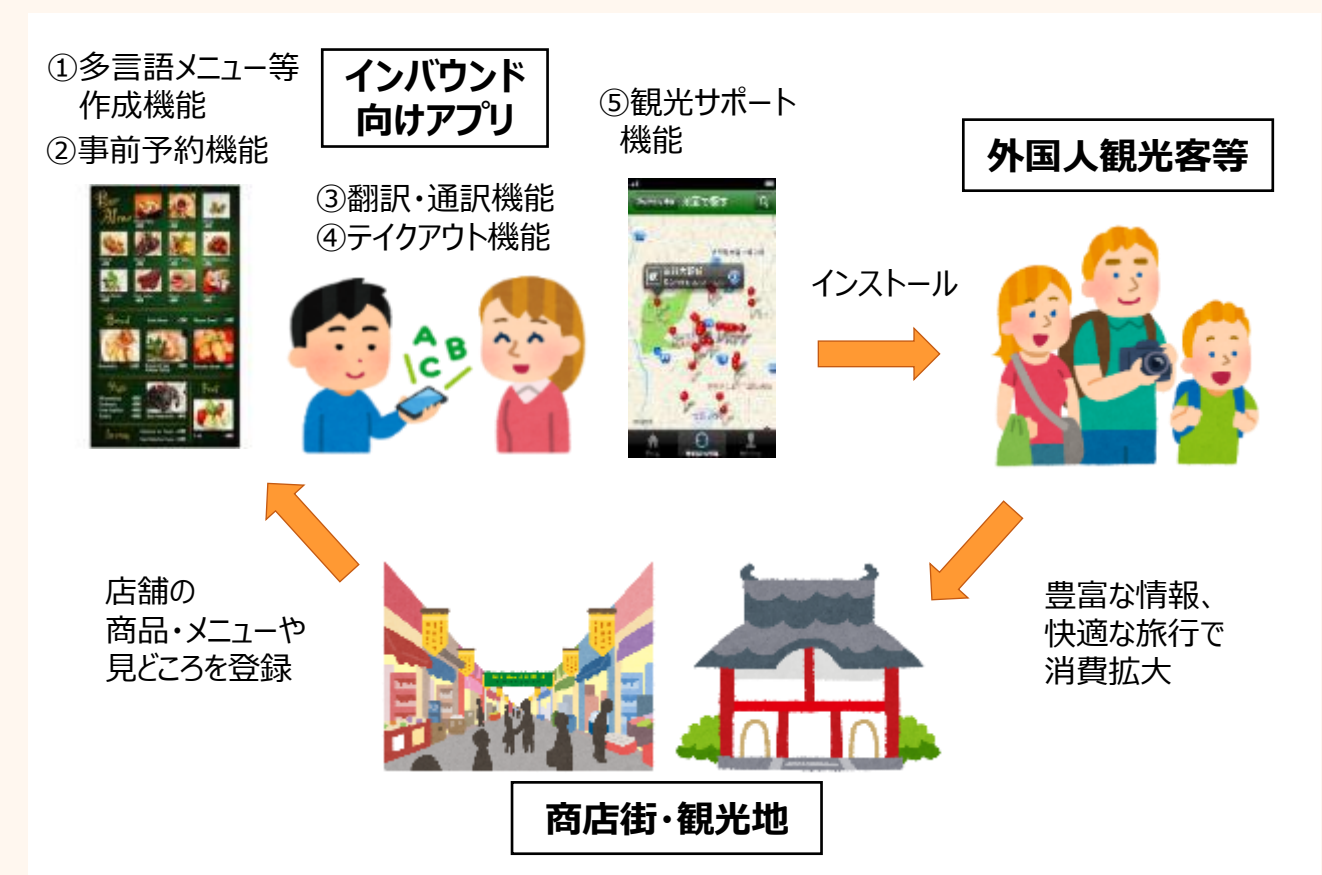 ①多言語メニュー等
作成機能
②事前予約機能
インバウンド
向けアプリ
③翻訳・通訳機能
④テイクアウト機能
⑤観光サポート
機能
外国人観光客等
インストール
A
B
C
店舗の
商品・メニューや
見どころを登録
豊富な情報、
快適な旅行で
消費拡大
商店街・観光地